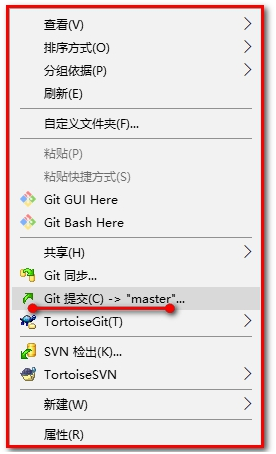 查看(V)
排序方式(O)
分组依据(P)
刷新(E)
自定义文件夹(F)...
粘贴(P)
粘贴快捷方式(S)
Git GUI Here
Git Bash Here
共享(H)
Git 同步...
Git 提交(C) -> "master"...
TortoiseGit(T)
SVN 检出(K)...
TortoiseSVN
新建(W)
属性(R)